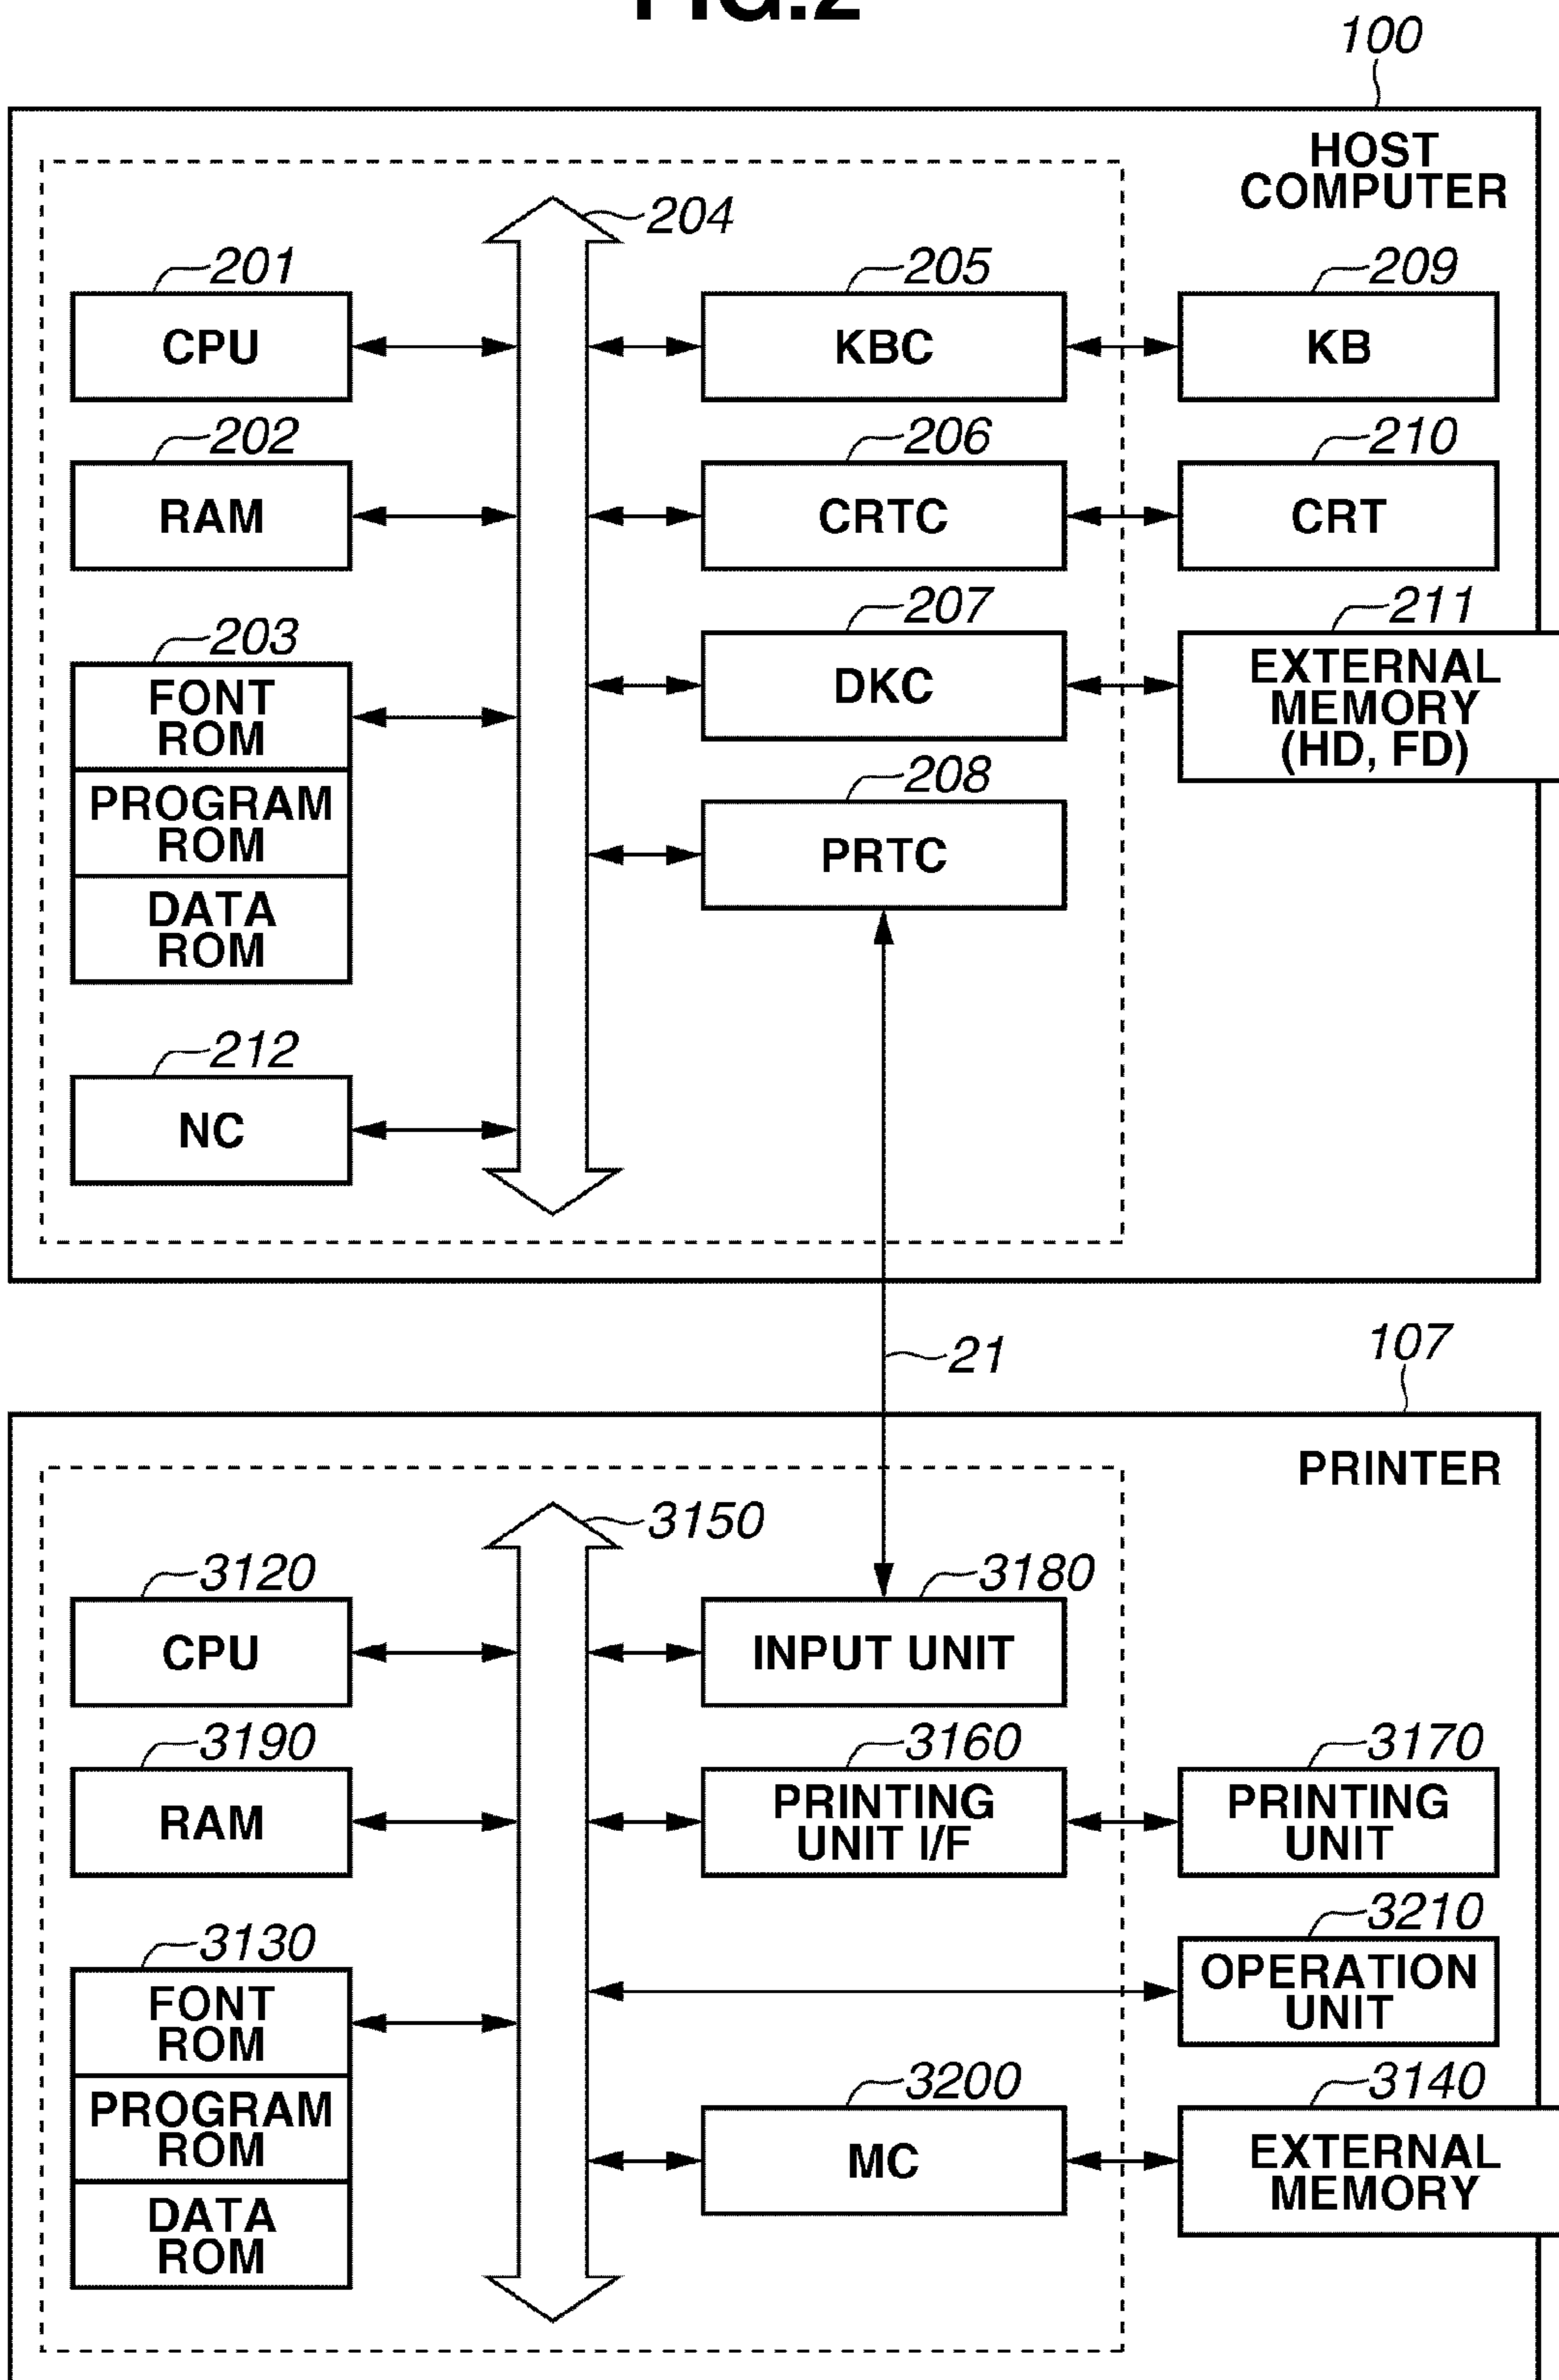 FIG.2
100
HOST
COMPUTER
204
201
CPU
205
KBC
209
KB
202
RAM
206
CRTC
210
CRT
203
FONT
ROM
PROGRAM
ROM
DATA
ROM
207
DKC
211
EXTERNAL
MEMORY
(HD, FD)
208
PRTC
212
NC
21
107
PRINTER
3150
3120
CPU
3180
INPUT UNIT
3190
RAM
3160
PRINTING
UNIT I/F
3170
PRINTING
UNIT
3210
OPERATION
UNIT
3130
FONT
ROM
PROGRAM
ROM
DATA
ROM
3200
MC
3140
EXTERNAL
MEMORY